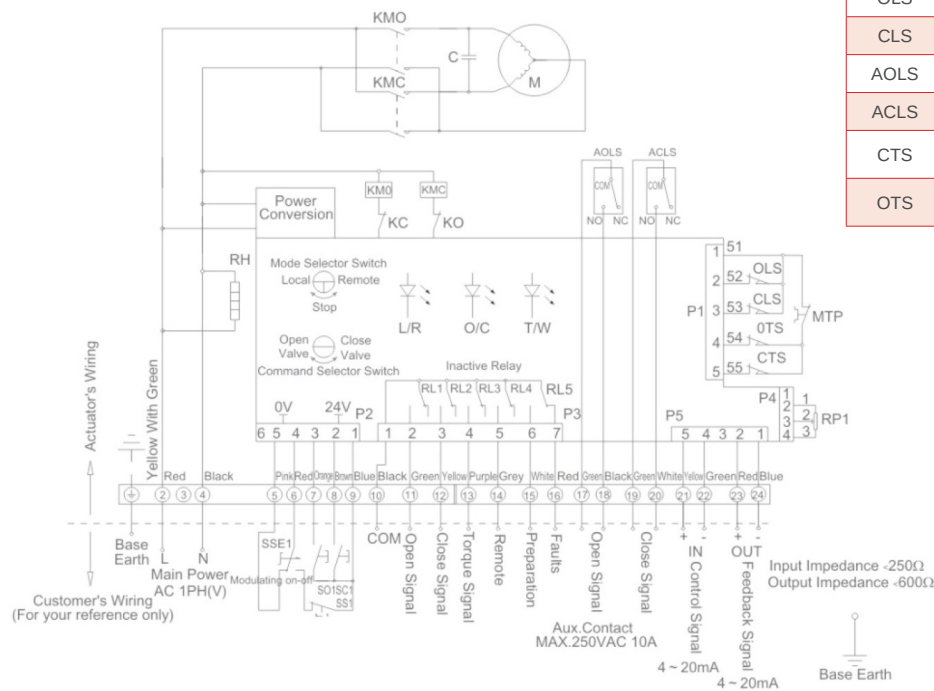 KMO
OLS
CLS
AOLS
ACLS
CTS
OTS
C
M
KMC
AOLS ACLS
COM COM
NO NC NO NC
KM0 KMC
KC KO
Power
Conversion
RH
Mode Selector Switch
Local Remote
Stop
L/R O/C T/W
Open Close
Valve Valve
Command Selector Switch
Inactive Relay
RL1 RL2 RL3 RL4 RL5
0V 24V P2
6 5 4 3 2 1
P3
1 2 3 4 5 6 7
P1
1 51
2 52 OLS
3 53 CLS
4 54 0TS
5 55 CTS
MTP
P4
1
2 1
3 2
4 3
RP1
P5
5 4 3 2 1
Actuator's Wiring
Yellow With Green
Red Black
Pink Red Orange Brown Blue Black Green Yellow Purple Grey White Red Green Black Green White Yellow Green Red Blue
2 3 4 5 6 7 8 9 10 11 12 13 14 15 16 17 18 19 20 21 22 23 24
Base
Earth
L N
Main Power
AC 1PH(V)
Customer's Wiring
(For your reference only)
SSE1
Modulating on-off
SO1SC1
SS1
COM
Open Signal
Close Signal
Torque Signal
Remote
Preparation
Faults
Open Signal
Close Signal
Aux.Contact
MAX.250VAC 10A
+ -
IN Control Signal
4 ~ 20mA
+ -
OUT Feedback Signal
4 ~ 20mA
Input Impedance <250Ω
Output Impedance <600Ω
Base Earth